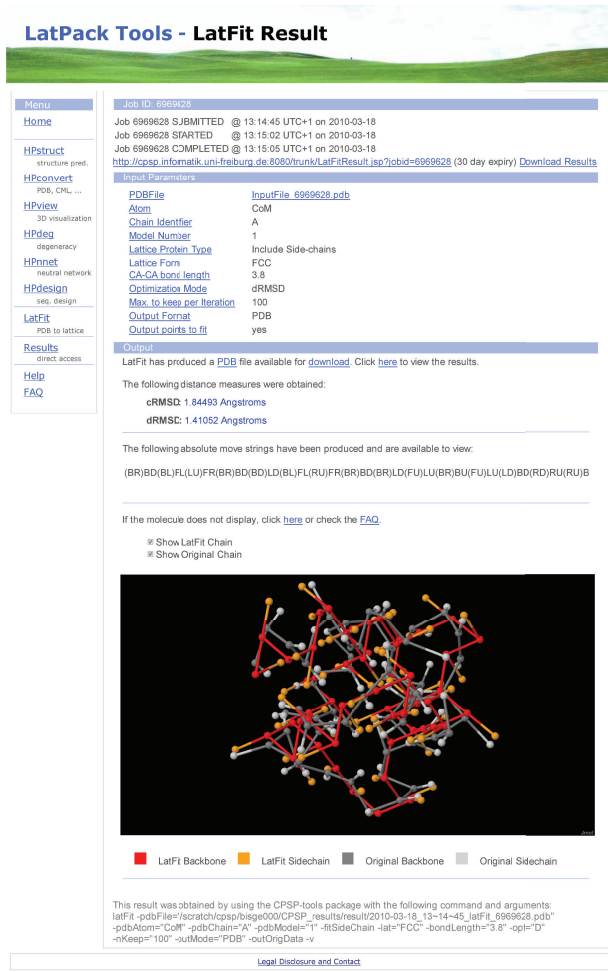 LatPack Tools - LatFit Result
Menu
Home
HPstruct
structure pred.
HPconvert
PDB, CML, ...
HPview
3D visualization
HPdeg
degeneracy
HPnnet
neutral network
HPdesign
seq. design
LatFit
PDB to lattice
Results
direct access
Help
FAQ
Job ID: 6969628
Job 6969628 SUBMITTED @ 13:14:45 UTC+1 on 2010-03-18
Job 6969628 STARTED @ 13:15:02 UTC+1 on 2010-03-18
Job 6969628 COMPLETED @ 13:15:05 UTC+1 on 2010-03-18
http://cpsp.informatik.uni-freiburg.de:8080/trunk/LatFitResult.jsp?jobid=6969628 (30 day expiry) Download Results
Input Parameters
PDBFile InputFile_6969628.pdb
Atom CoM
Chain Identifier A
Model Number 1
Lattice Protein Type Include Side-chains
Lattice Form FCC
CA-CA bond length 3.8
Optimization Mode dRMSD
Max. to keep per Iteration 100
Output Format PDB
Output points to fit yes
Output
LatFit has produced a PDB file available for download. Click here to view the results.
The following distance measures were obtained:
cRMSD: 1.84493 Angstroms
dRMSD: 1.41052 Angstroms
The following absolute move strings have been produced and are available to view:
(BR)BD(BL)FL(LU)FR(BR)BD(BD)LD(BL)FL(RU)FR(BR)BD(BR)LD(FU)LU(BR)BU(FU)LU(LD)BD(RD)RU(RU)B
If the molecule does not display, click here or check the FAQ.
Show LatFit Chain
Show Original Chain
Jmol
LatFit Backbone LatFit Sidechain Original Backbone Original Sidechain
This result was obtained by using the CPSP-tools package with the following command and arguments:
latFit -pdbFile="/scratch/cpsp/bisge000/CPSP_results/result/2010-03-18_13~14~45_latFit_6969628.pdb"
-pdbAtom="CoM" -pdbChain="A" -pdbModel="1" -fitSideChain -lat="FCC" -bondLength="3.8" -opt="D"
-nKeep="100" -outMode="PDB" -outOrigData -v
Legal Disclosure and Contact